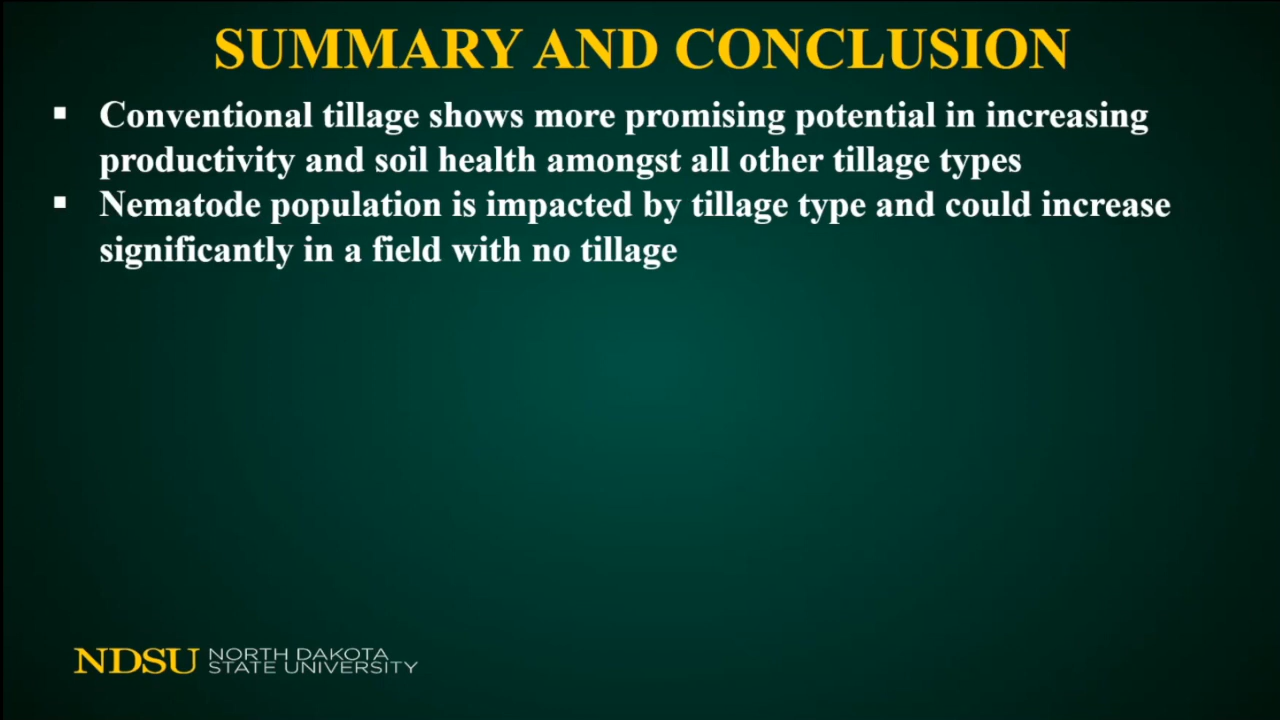 SUMMARY AND CONCLUSION
▪ Conventional tillage shows more promising potential in increasing
productivity and soil health amongst all other tillage types
▪ Nematode population is impacted by tillage type and could increase
significantly in a field with no tillage
NDSU NORTH DAKOTA
STATE UNIVERSITY